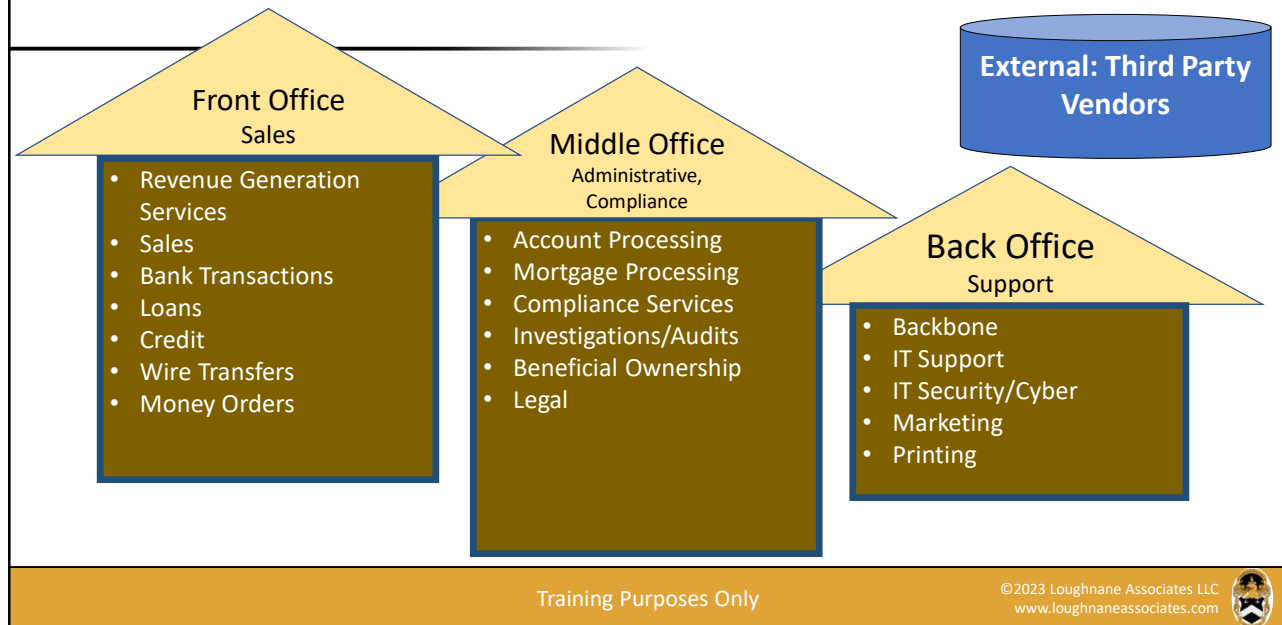 Front Office
Sales
• Revenue Generation
Services
• Sales
• Bank Transactions
• Loans
• Credit
• Wire Transfers
• Money Orders
Middle Office
Administrative,
Compliance
• Account Processing
• Mortgage Processing
• Compliance Services
• Investigations/Audits
• Beneficial Ownership
• Legal
External: Third Party
Vendors
Back Office
Support
• Backbone
• IT Support
• IT Security/Cyber
• Marketing
• Printing
Training Purposes Only
©2023 Loughnane Associates LLC
www.loughnaneassociates.com